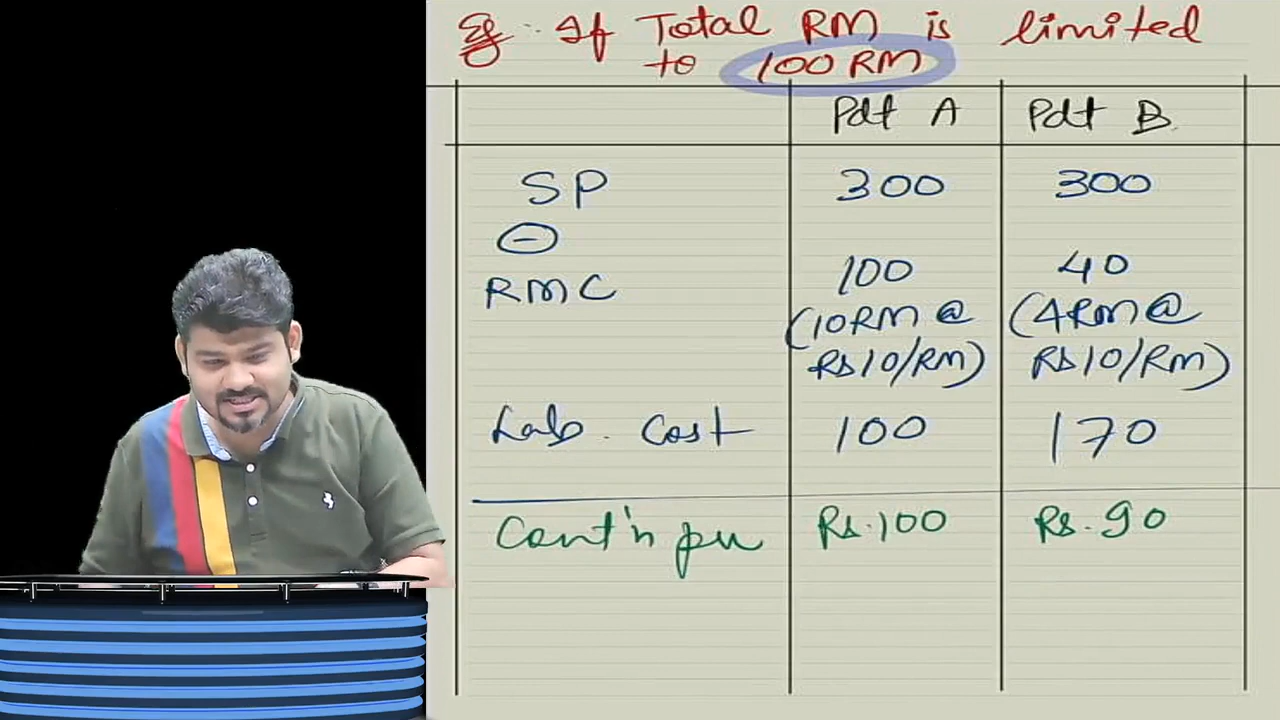 Eg :- If Total RM is limited
to 100 RM
Pdt A Pdt B
SP 300 300
(-)
RMC 100 40
(10RM @ (4RM @
Rs10/RM) Rs10/RM)
Lab. Cost 100 170
Cont'n pu Rs.100 Rs.90